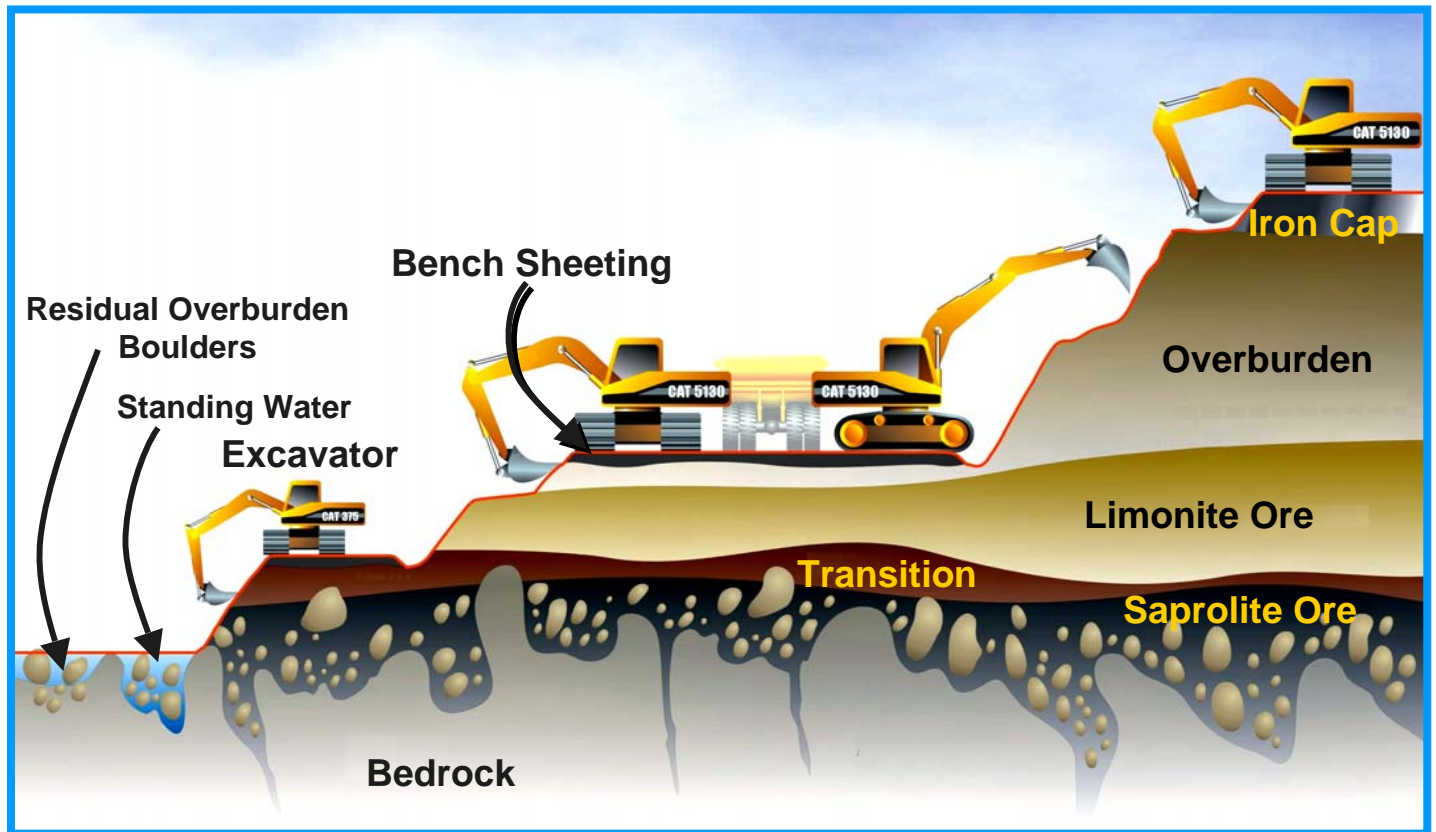 CAT 5130
Iron Cap
Bench Sheeting
Residual Overburden
Boulders
Overburden
CAT 5130
CAT 5130
Standing Water
Excavator
CAT 375
Limonite Ore
Transition
Saprolite Ore
Bedrock